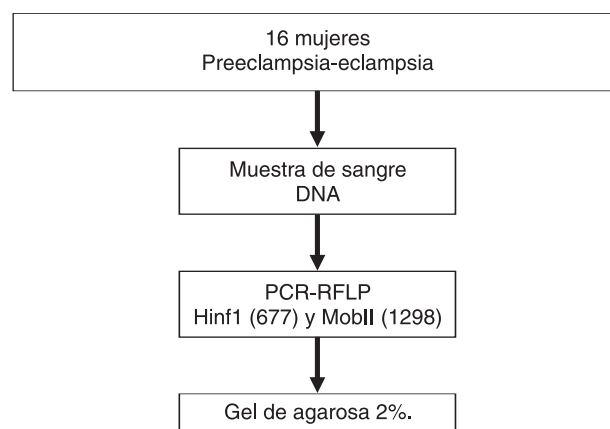 16 mujeres
Preeclampsia-eclampsia
Muestra de sangre
DNA
PCR-RFLP
Hinf1 (677) y MobII (1298)
Gel de agarosa 2%.